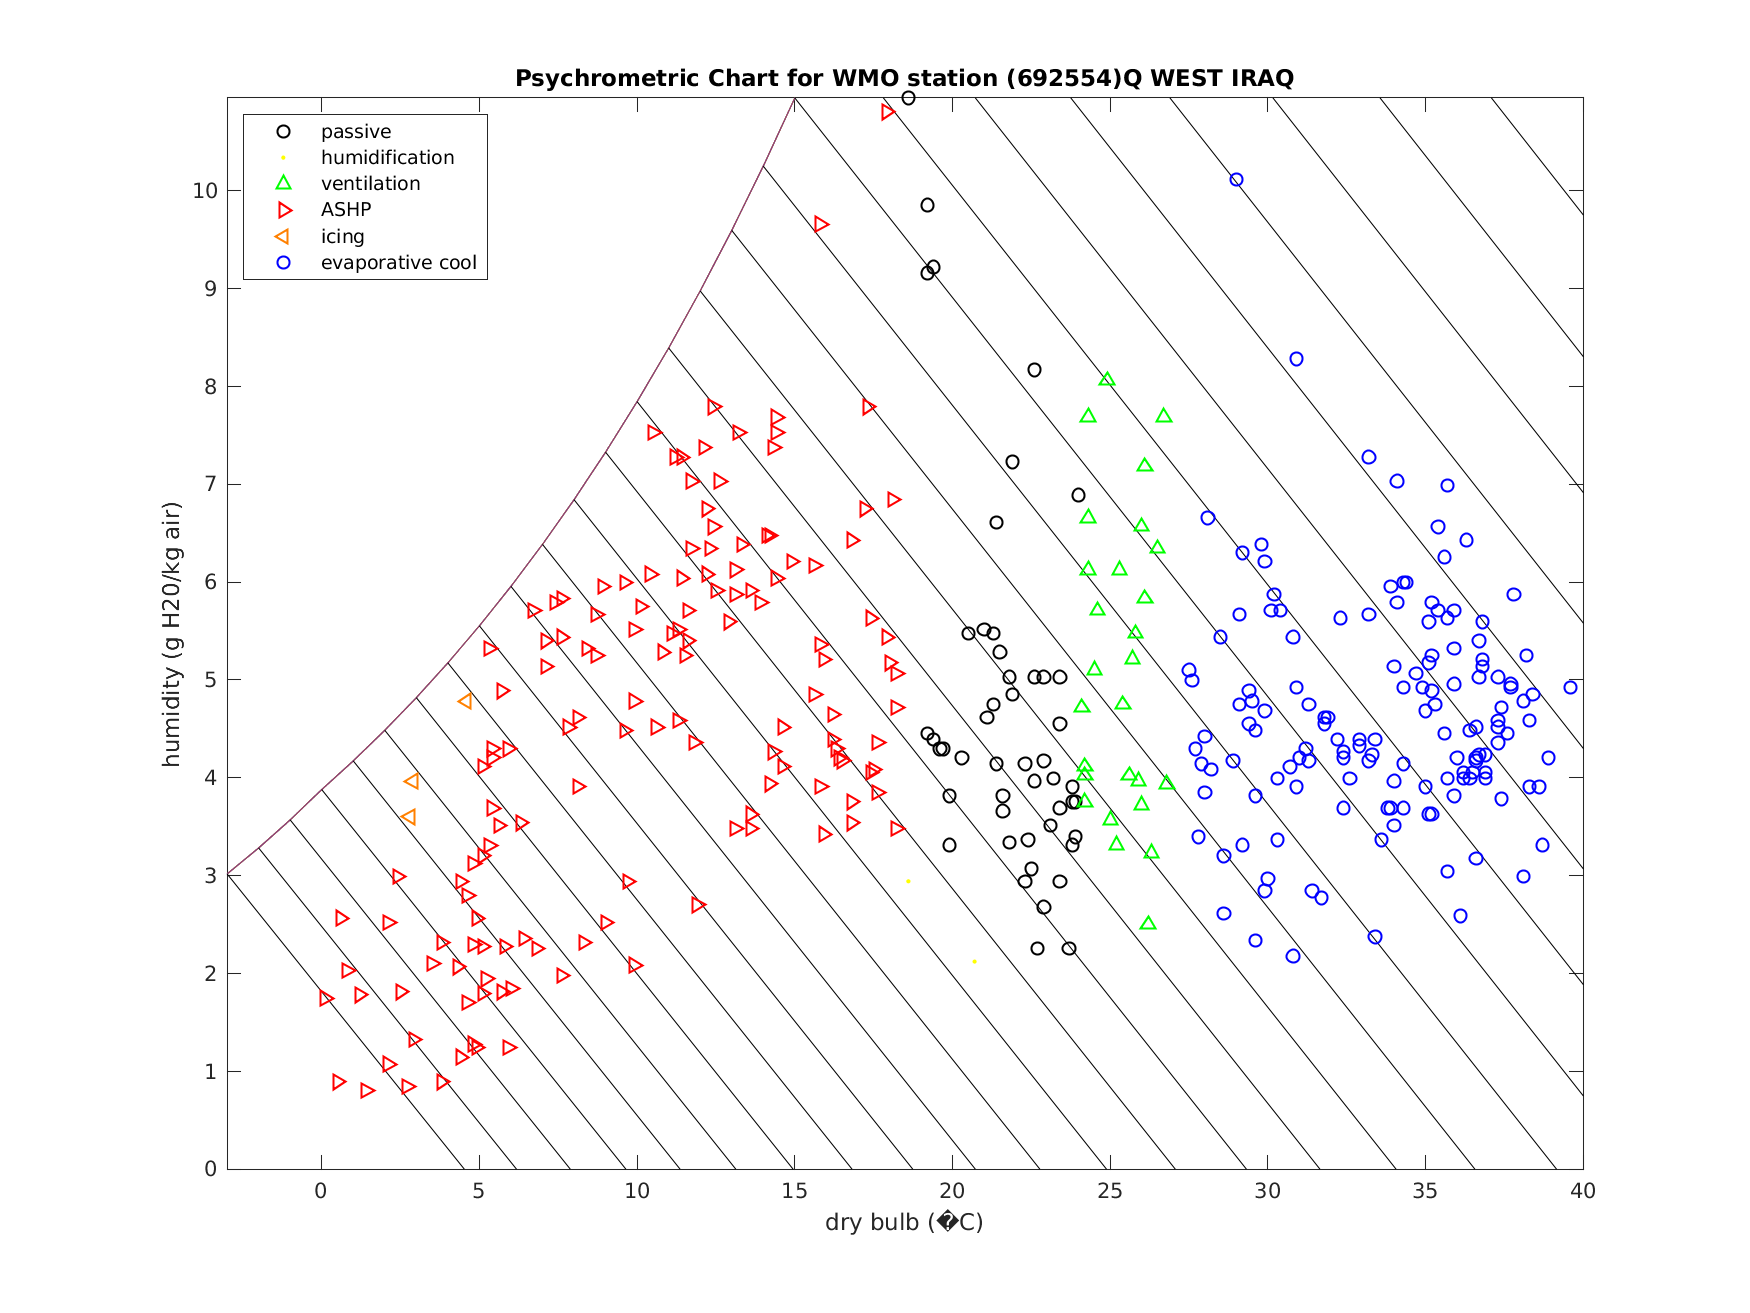 Psychrometric Chart for WMO station (692554)Q WEST IRAQ
passive
humidification
ventilation
ASHP
icing
evaporative cool
humidity (g H20/kg air)
10
9
8
7
6
5
4
3
2
1
0
0 5 10 15 20 25 30 35 40
dry bulb (�C)